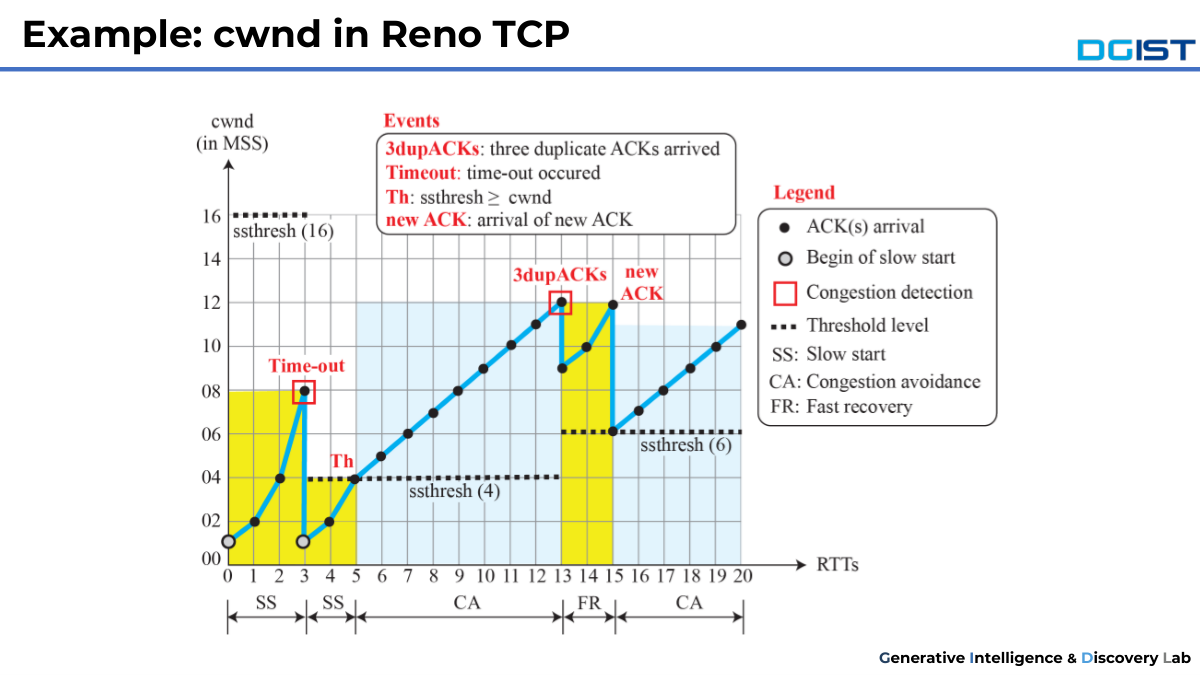 Example: cwnd in Reno TCP
DGIST
cwnd
(in MSS)
Events
3dupACKs: three duplicate ACKs arrived
Timeout: time-out occured
Th: ssthresh ≥ cwnd
new ACK: arrival of new ACK
Legend
ACK(s) arrival
Begin of slow start
Congestion detection
Threshold level
SS: Slow start
CA: Congestion avoidance
FR: Fast recovery
16
ssthresh (16)
14
3dupACKs
new
ACK
12
10
Time-out
08
06
ssthresh (6)
Th
04
ssthresh (4)
02
00
RTTs
0 1 2 3 4 5 6 7 8 9 10 11 12 13 14 15 16 17 18 19 20
SS SS CA FR CA
Generative Intelligence & Discovery Lab